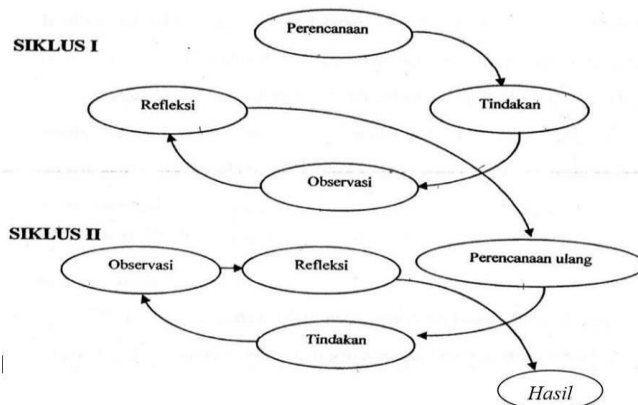 Perencanaan
SIKLUS I
Refleksi
Tindakan
Observasi
SIKLUS II
Observasi
Refleksi
Perencanaan ulang
Tindakan
Hasil